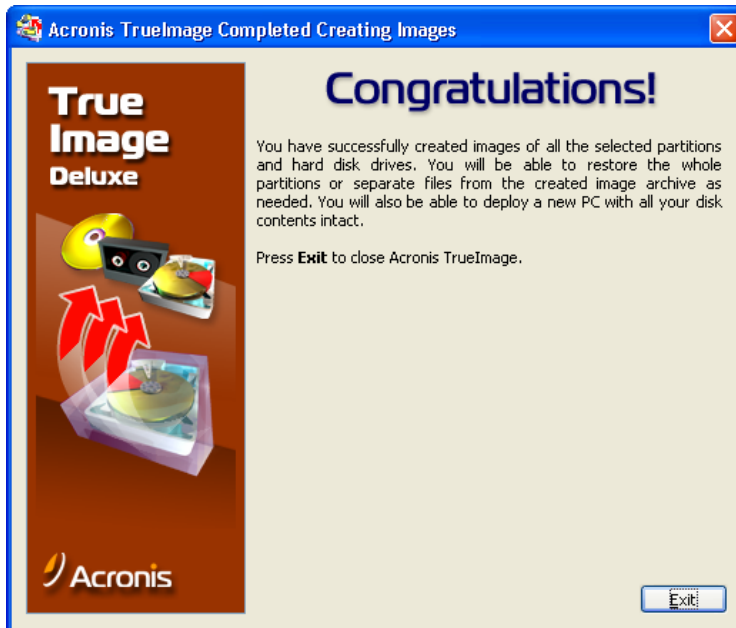 Acronis TrueImage Completed Creating Images
True
Image
Deluxe
Acronis
Congratulations!
You have successfully created images of all the selected partitions
and hard disk drives. You will be able to restore the whole
partitions or separate files from the created image archive as
needed. You will also be able to deploy a new PC with all your disk
contents intact.
Press Exit to close Acronis TrueImage.
Exit